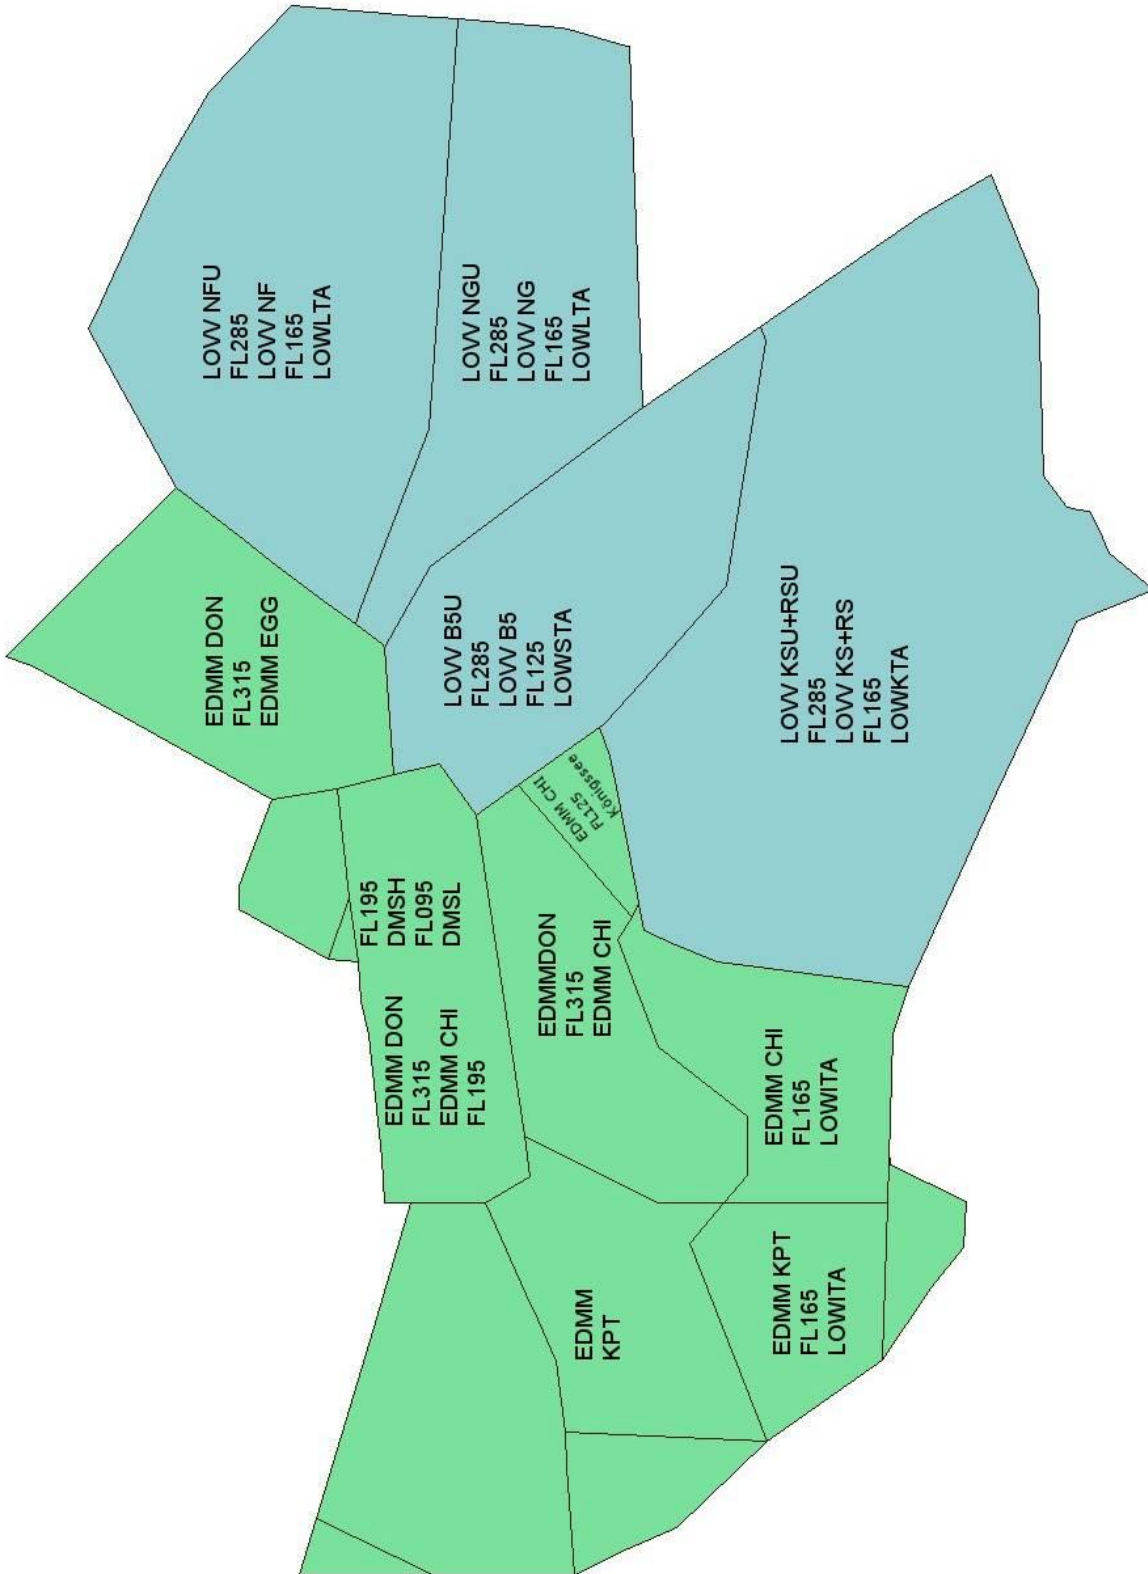 LOVV NFU
FL285
LOVV NF
FL165
LOWLTA
LOVV NGU
FL285
LOVV NG
FL165
LOWLTA
EDMM DON
FL315
EDMM EGG
LOVV B5U
FL285
LOVV B5
FL125
LOWSTA
LOVV KSU+RSU
FL285
LOVV KS+RS
FL165
LOWKTA
EDMM CHI
FL125
Königssee
FL195
DMSH
FL095
DMSL
EDMM DON
FL315
EDMM CHI
FL195
EDMMDON
FL315
EDMM CHI
EDMM CHI
FL165
LOWITA
EDMM
KPT
EDMM KPT
FL165
LOWITA